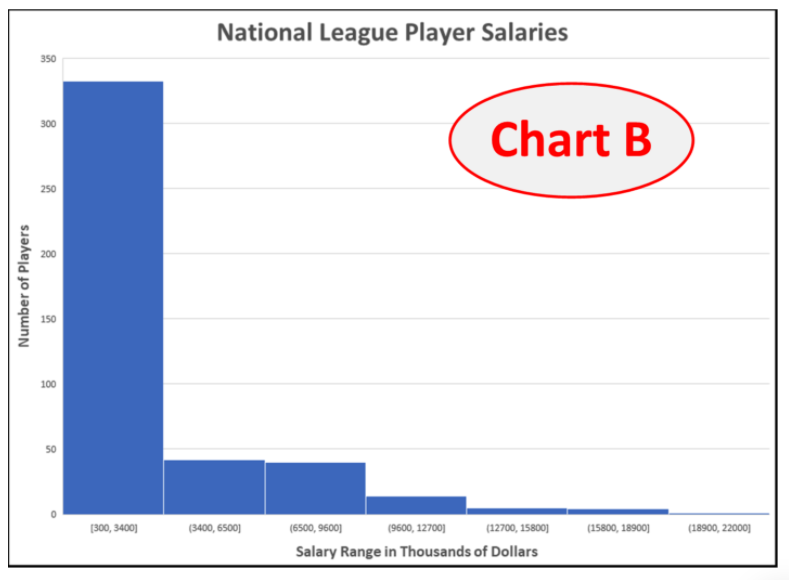 National League Player Salaries
Chart B
Number of Players
350
300
250
200
150
100
50
0
[300, 3400] (3400, 6500] (6500, 9600] (9600, 12700] (12700, 15800] (15800, 18900] (18900, 22000]
Salary Range in Thousands of Dollars